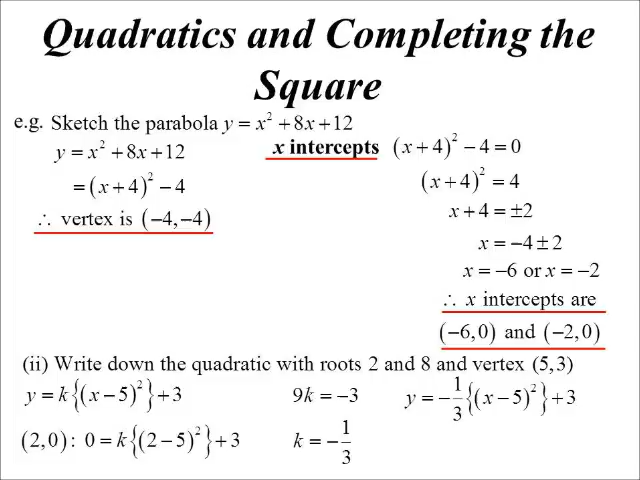 Quadratics and Completing the
Square
e.g. Sketch the parabola y = x² + 8x + 12
y = x² + 8x + 12
= (x + 4)² − 4
∴ vertex is (−4, −4)
x intercepts (x + 4)² − 4 = 0
(x + 4)² = 4
x + 4 = ±2
x = −4 ± 2
x = −6 or x = −2
∴ x intercepts are
(−6, 0) and (−2, 0)
(ii) Write down the quadratic with roots 2 and 8 and vertex (5, 3)
y = k{(x − 5)²} + 3
(2, 0): 0 = k{(2 − 5)²} + 3
9k = −3
k = −1/3
y = −1/3{(x − 5)²} + 3